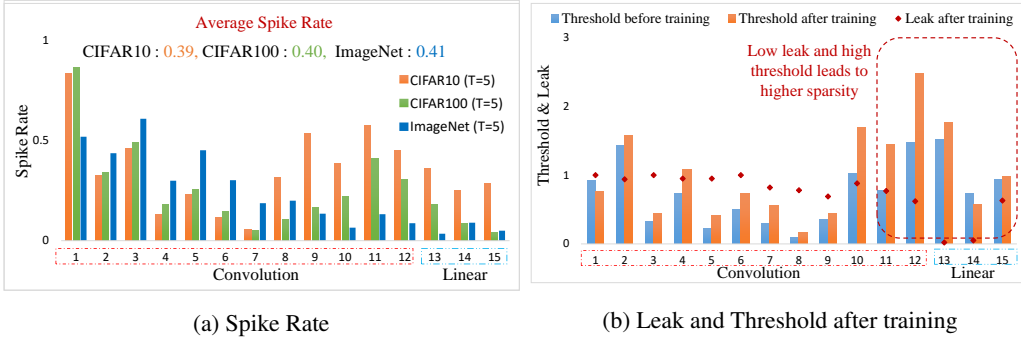 Average Spike Rate
CIFAR10 : 0.39, CIFAR100 : 0.40, ImageNet : 0.41
CIFAR10 (T=5)
CIFAR100 (T=5)
ImageNet (T=5)
Spike Rate
1
0.5
0
1 2 3 4 5 6 7 8 9 10 11 12 13 14 15
Convolution Linear
(a) Spike Rate
Threshold before training Threshold after training Leak after training
Low leak and high
threshold leads to
higher sparsity
Threshold & Leak
3
2
1
0
1 2 3 4 5 6 7 8 9 10 11 12 13 14 15
Convolution Linear
(b) Leak and Threshold after training